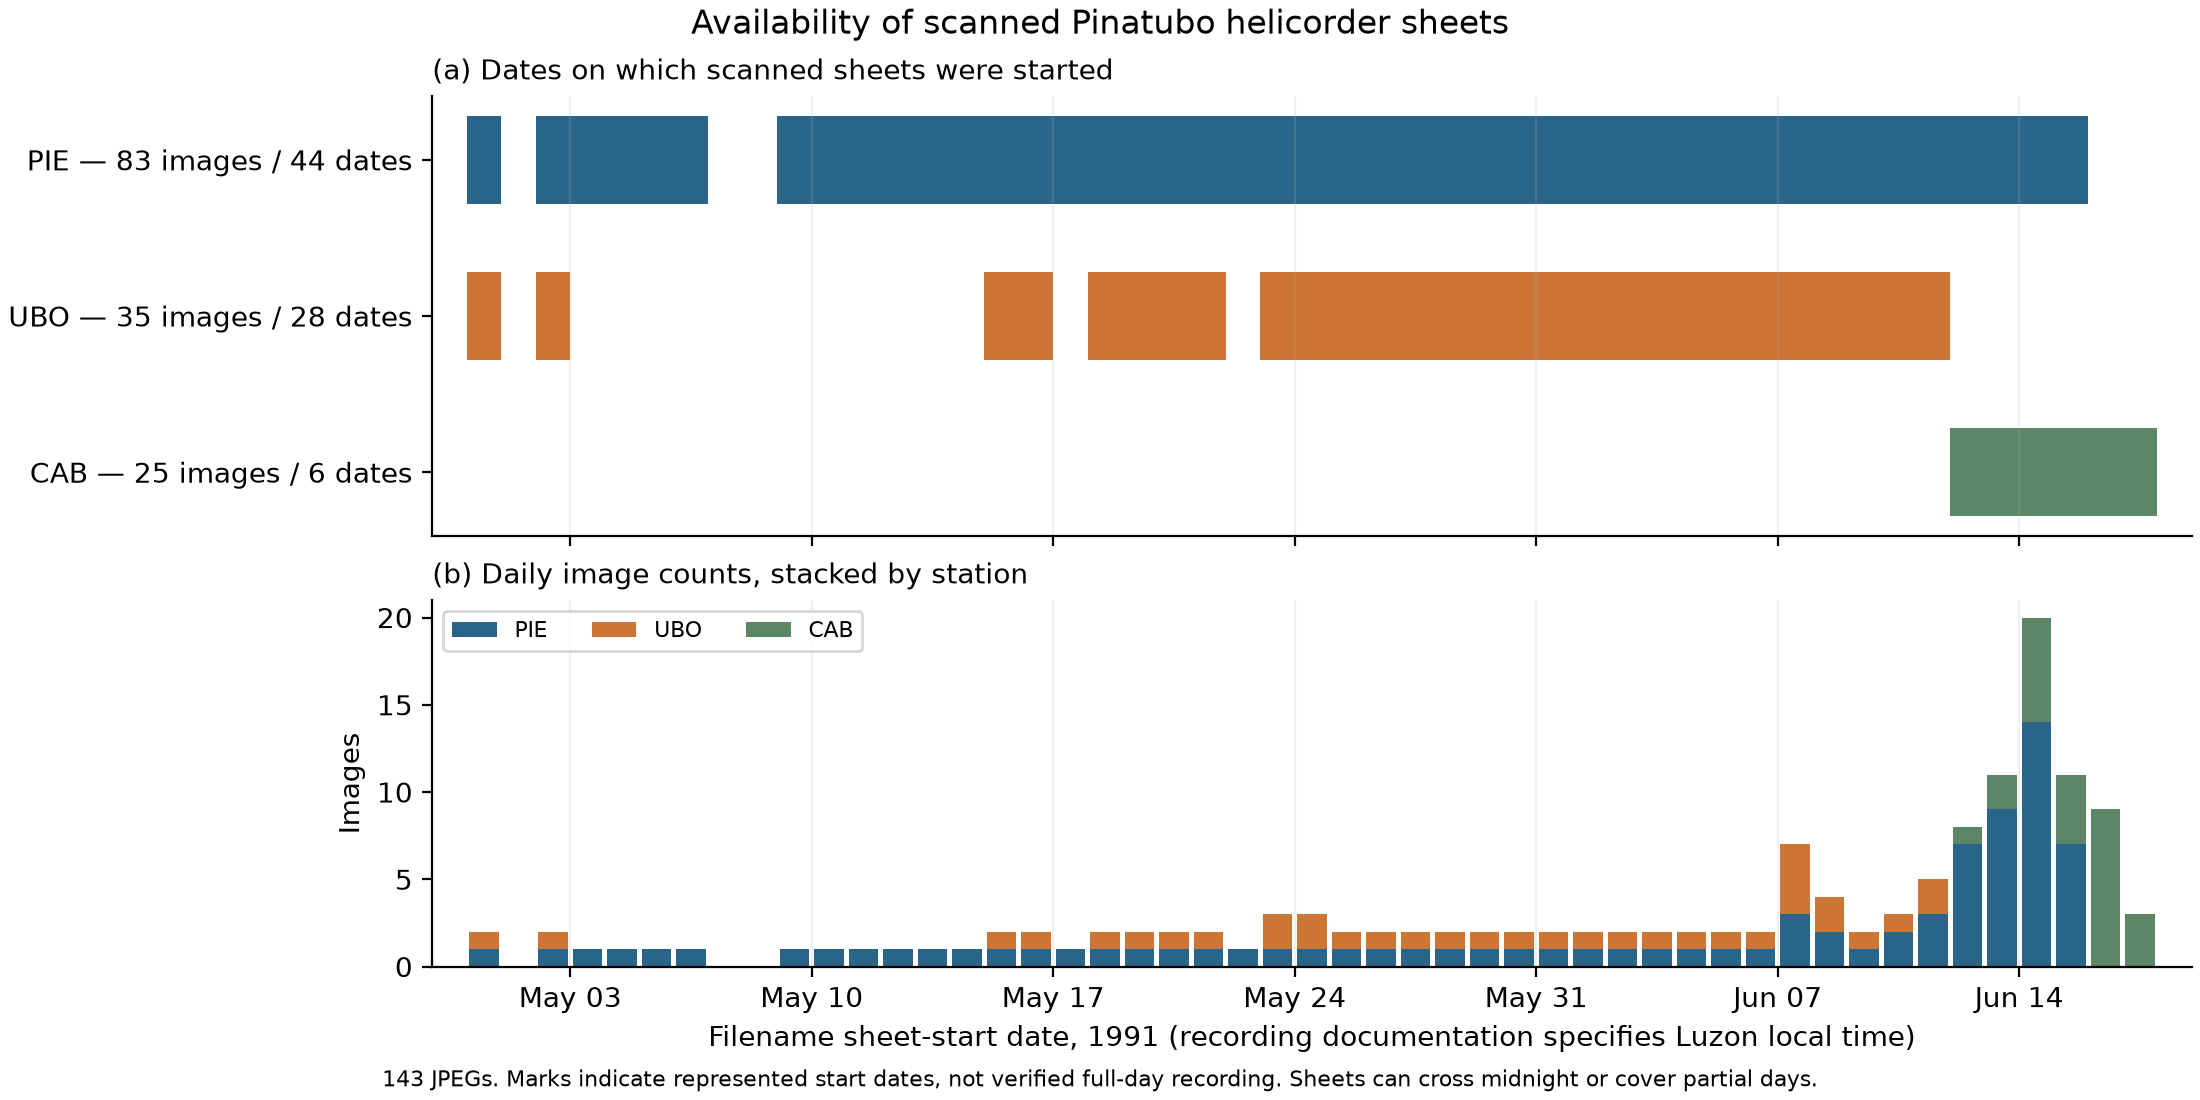 Availability of scanned Pinatubo helicorder sheets
(a) Dates on which scanned sheets were started
PIE — 83 images / 44 dates
UBO — 35 images / 28 dates
CAB — 25 images / 6 dates
(b) Daily image counts, stacked by station
PIE UBO CAB
Images
20
15
10
5
0
May 03 May 10 May 17 May 24 May 31 Jun 07 Jun 14
Filename sheet-start date, 1991 (recording documentation specifies Luzon local time)
143 JPEGs. Marks indicate represented start dates, not verified full-day recording. Sheets can cross midnight or cover partial days.